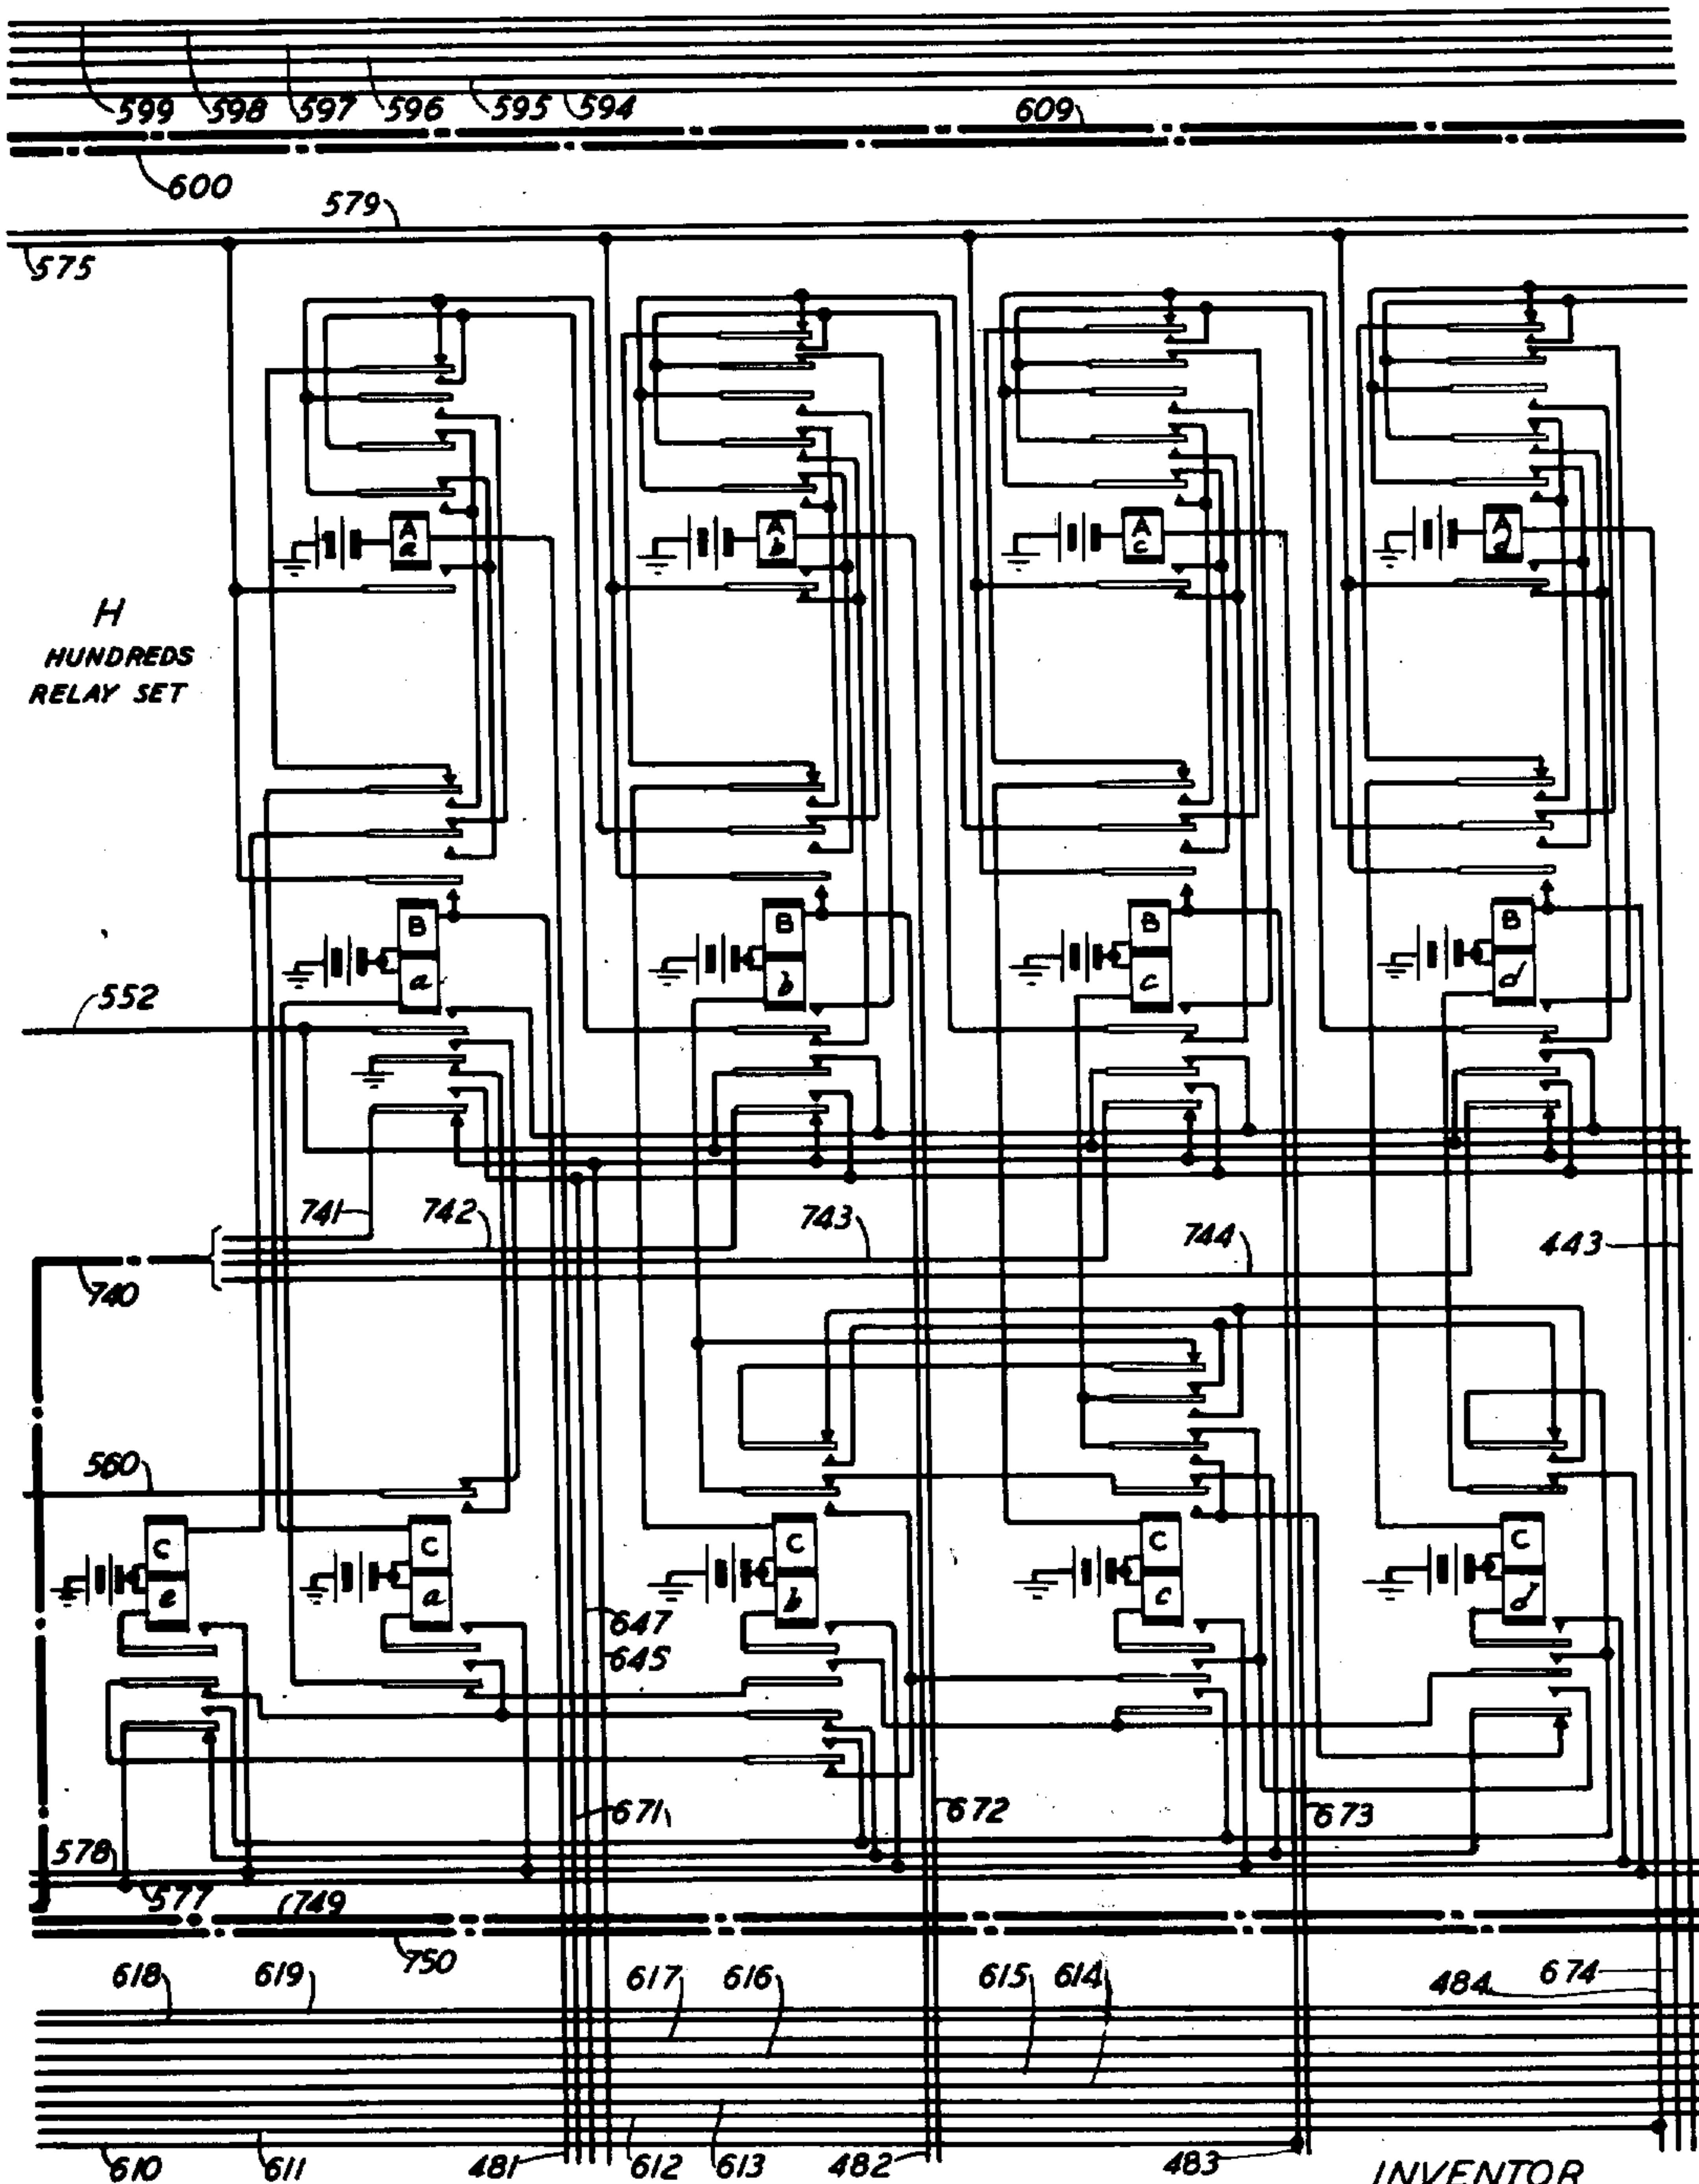 599 598 597 596 595 594 609
600
579
575
A a
A b
A c
A d
H
HUNDREDS
RELAY SET
B a
B b
B c
B d
552
741 742 743 744 443
740
560
C e
C a
C b
C c
C d
647
645
671 672 673
578
577 749
750
618 619 617 616 615 614 484 674
610 611 481 612 613 482 483
INVENTOR